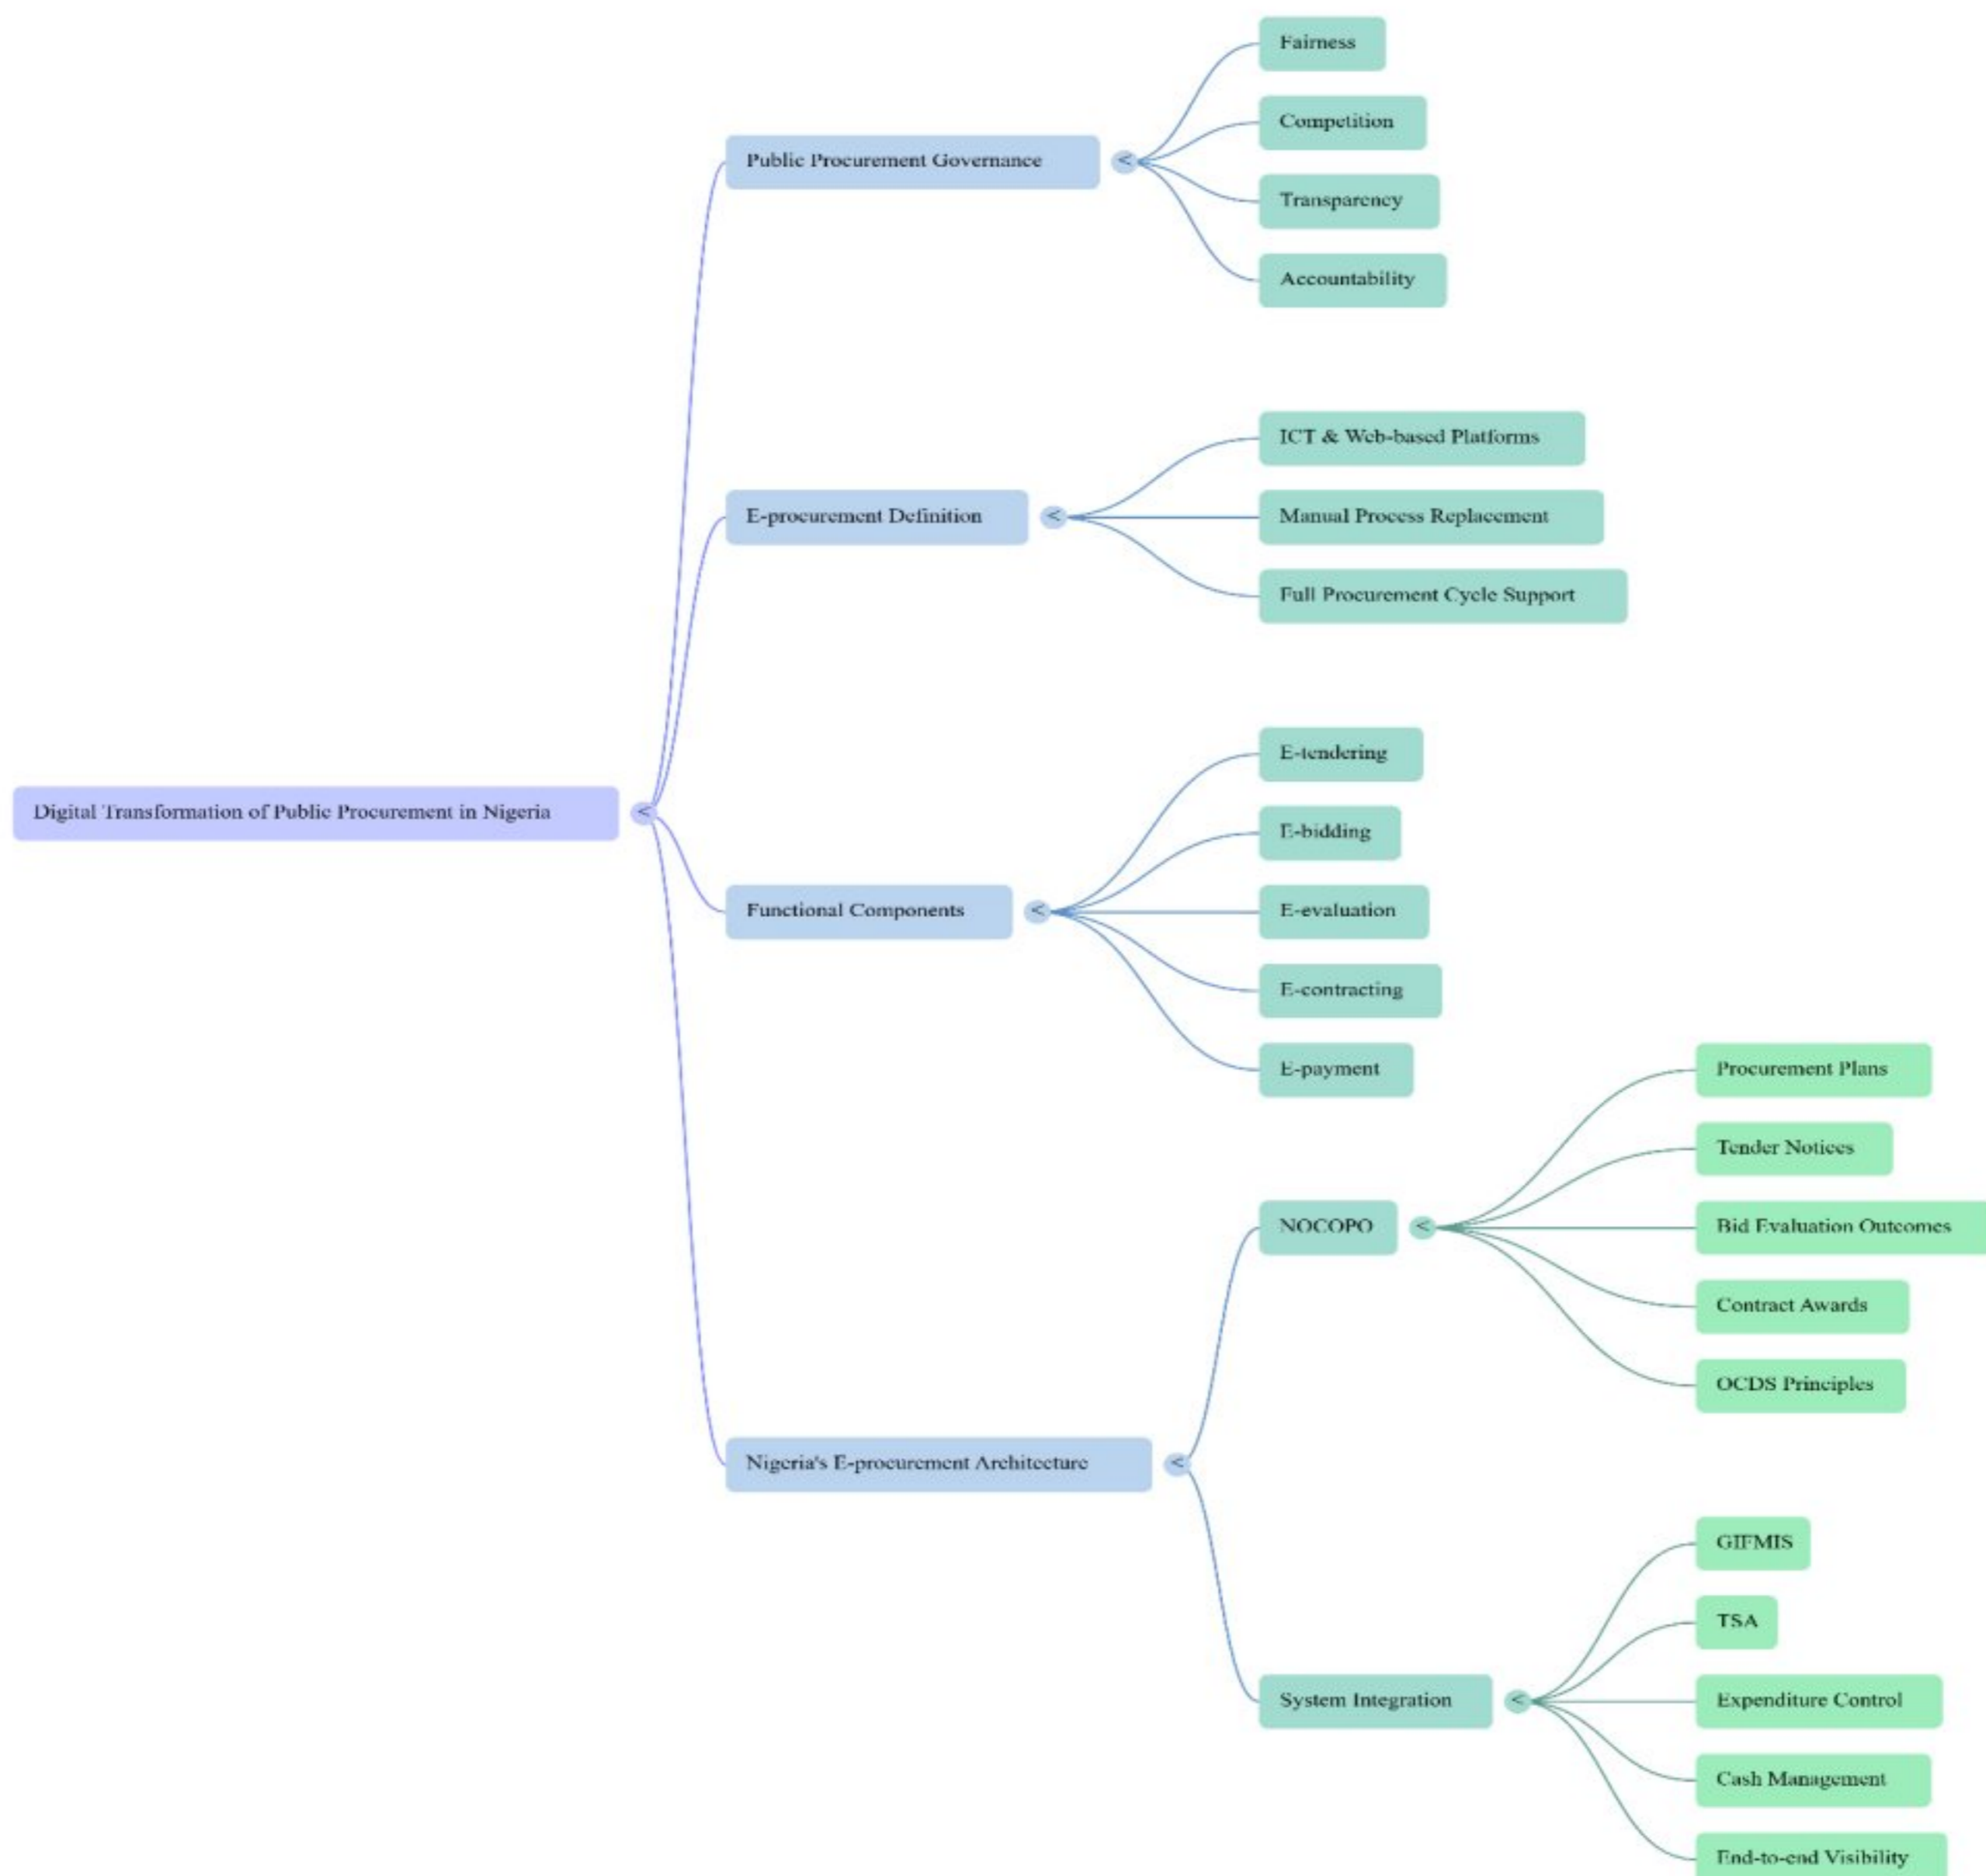 Digital Transformation of Public Procurement in Nigeria
Public Procurement Governance
Fairness
Competition
Transparency
Accountability
E-procurement Definition
ICT & Web-based Platforms
Manual Process Replacement
Full Procurement Cycle Support
Functional Components
E-tendering
E-bidding
E-evaluation
E-contracting
E-payment
Nigeria's E-procurement Architecture
NOCOPO
Procurement Plans
Tender Notices
Bid Evaluation Outcomes
Contract Awards
OCDS Principles
System Integration
GIFMIS
TSA
Expenditure Control
Cash Management
End-to-end Visibility